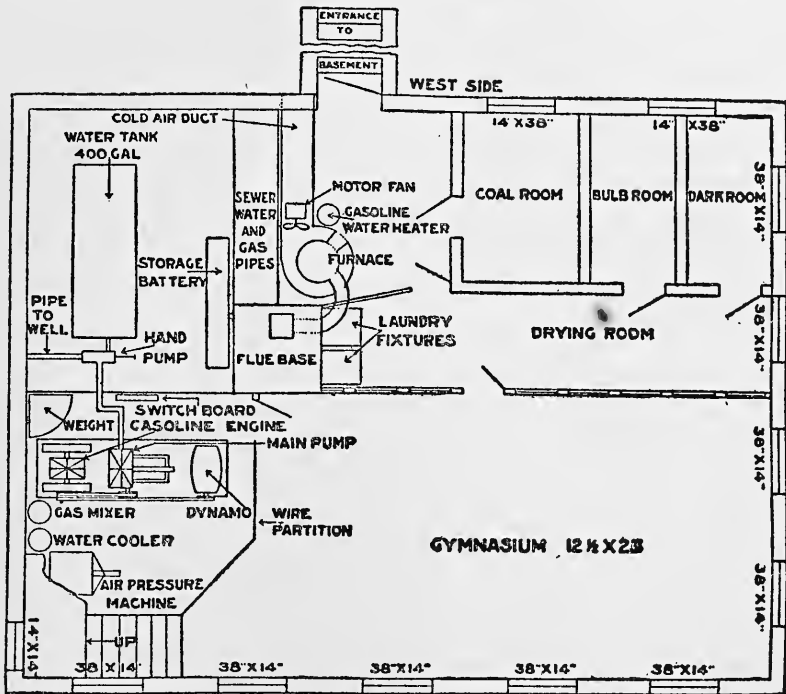 ENTRANCE
TO
BASEMENT
WEST SIDE
COLD AIR DUCT
14"X38"
14"X38"
WATER TANK
400 GAL
MOTOR FAN
COAL ROOM
BULB ROOM
DARK ROOM
38"X14"
SEWER
WATER
AND
GAS
PIPES
GASOLINE
WATER HEATER
FURNACE
STORAGE
BATTERY
PIPE
TO
WELL
HAND
PUMP
LAUNDRY
FIXTURES
FLUE BASE
DRYING ROOM
38"X14"
SWITCH BOARD
WEIGHT
GASOLINE ENGINE
MAIN PUMP
38"X14"
GAS MIXER
DYNAMO
WIRE
PARTITION
WATER COOLER
GYMNASIUM 12½ X
AIR PRESSURE
MACHINE
38"X14"
UP
14"X14"
38"X14"
38"X14"
38"X14"
38"X14"
38"X14"